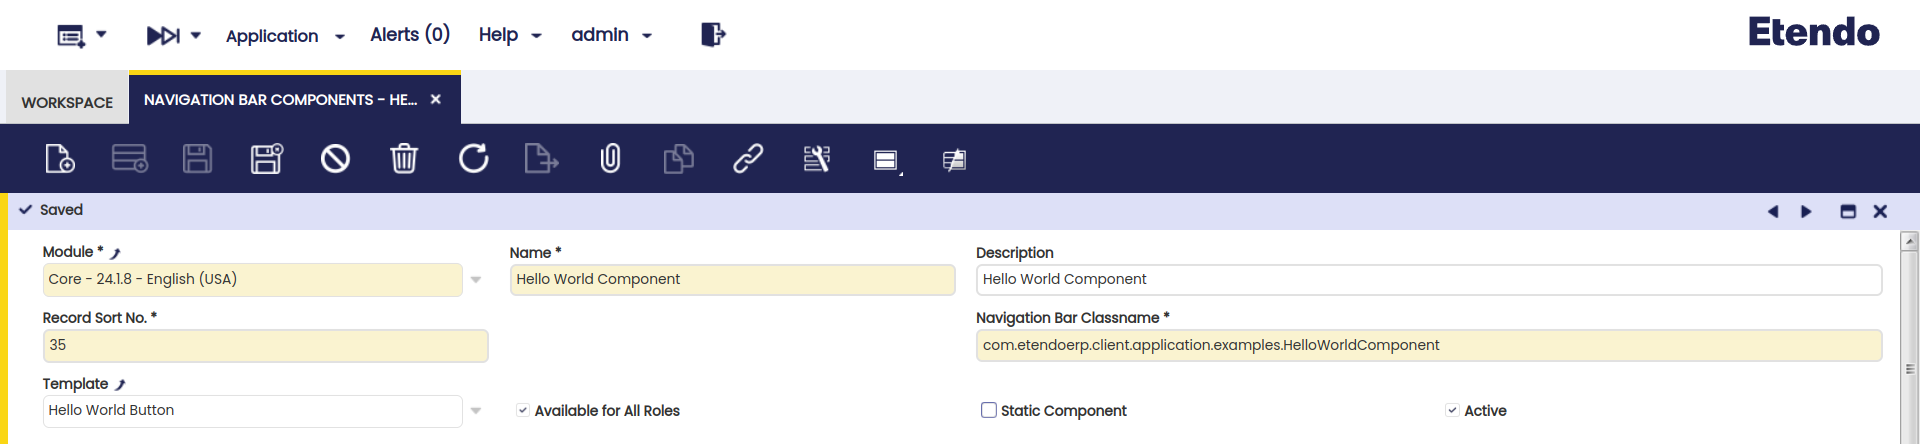 Application Alerts (0) Help admin Etendo
WORKSPACE NAVIGATION BAR COMPONENTS - HE...
Saved
Module * Name * Description
Core - 24.1.8 - English (USA) Hello World Component Hello World Component
Record Sort No. * Navigation Bar Classname *
35 com.etendoerp.client.application.examples.HelloWorldComponent
Template
Hello World Button Available for All Roles Static Component Active